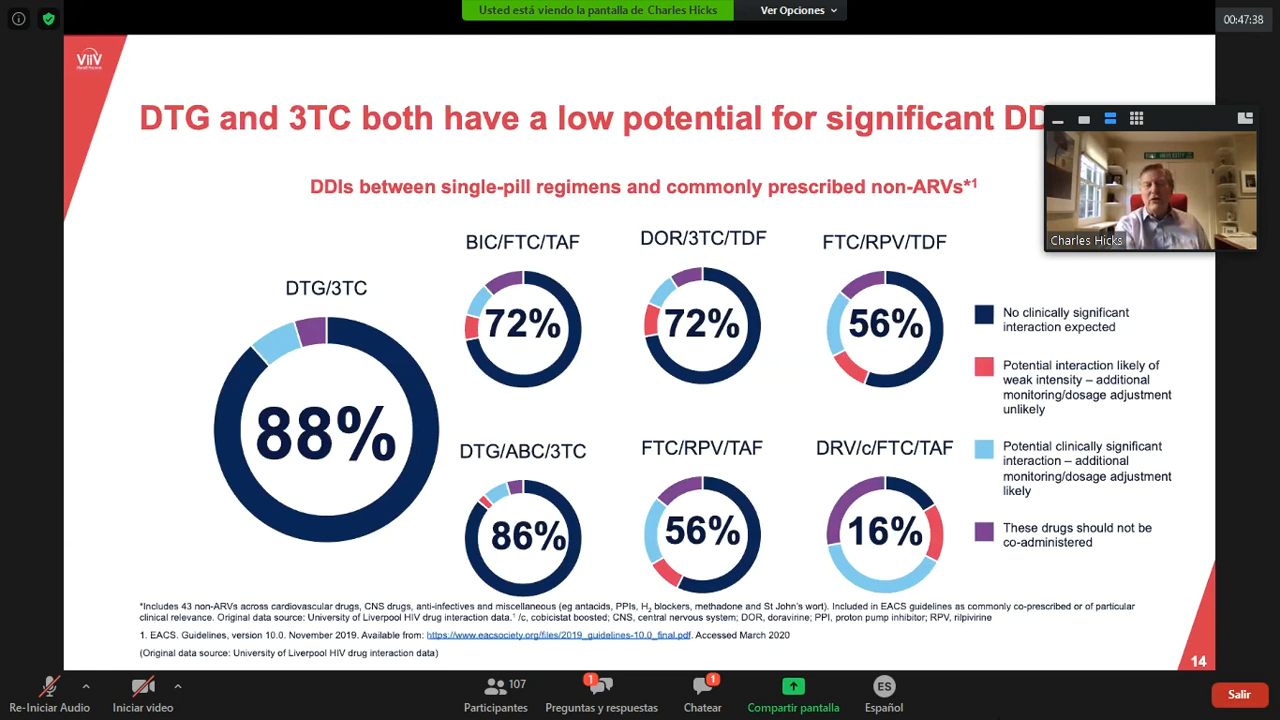 Usted está viendo la pantalla de Charles Hicks
Ver Opciones
00:47:38
ViiV
DTG and 3TC both have a low potential for significant DD
DDIs between single-pill regimens and commonly prescribed non-ARVs*1
Charles Hicks
DTG/3TC
88%
BIC/FTC/TAF
72%
DOR/3TC/TDF
72%
FTC/RPV/TDF
56%
DTG/ABC/3TC
86%
FTC/RPV/TAF
56%
DRV/c/FTC/TAF
16%
No clinically significant
interaction expected
Potential interaction likely of
weak intensity – additional
monitoring/dosage adjustment
unlikely
Potential clinically significant
interaction – additional
monitoring/dosage adjustment
likely
These drugs should not be
co-administered
*Includes 43 non-ARVs across cardiovascular drugs, CNS drugs, anti-infectives and miscellaneous (eg antacids, PPIs, H2 blockers, methadone and St John's wort). Included in EACS guidelines as commonly co-prescribed or of particular
clinical relevance. Original data source: University of Liverpool HIV drug interaction data.1 /c, cobicistat boosted; CNS, central nervous system; DOR, doravirine; PPI, proton pump inhibitor; RPV, rilpivirine
1. EACS. Guidelines, version 10.0. November 2019. Available from: https://www.eacsociety.org/files/2019_guidelines-10.0_final.pdf. Accessed March 2020
(Original data source: University of Liverpool HIV drug interaction data)
14
Re-Iniciar Audio
Iniciar video
107
Participantes
1
Preguntas y respuestas
1
Chatear
Compartir pantalla
ES
Español
Salir